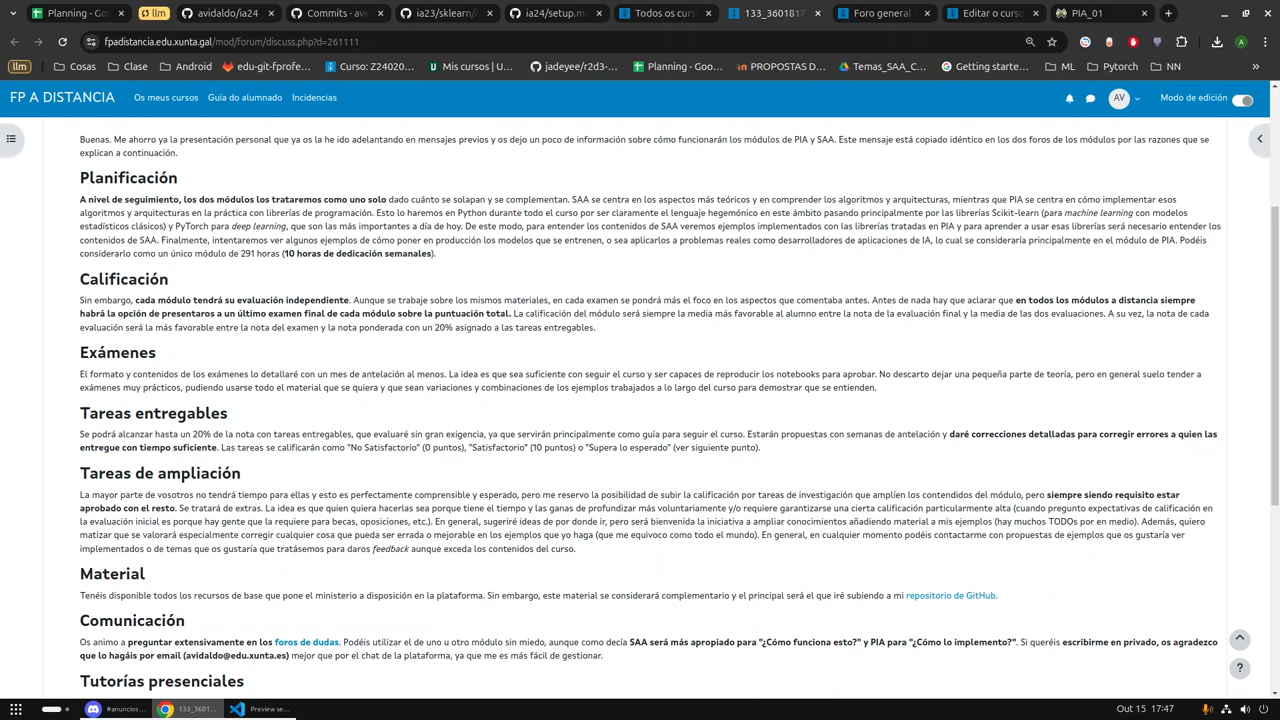 Planning - Goo
llm
avidaldo/ia24
Commits · avi
ia23/sklearn/l
ia24/setup.m
Todos os curs
133_3601817
Foro general
Editar o curso
PIA_01
fpadistancia.edu.xunta.gal/mod/forum/discuss.php?d=261111
llm
Cosas
Clase
Android
edu-git-profe...
Curso: Z24020...
Mis cursos | U...
jadeyee/r2d3-...
Planning - Goo...
PROPOSTAS D...
Temas_SAA_C...
Getting starte...
ML
Pytorch
NN
FP A DISTANCIA
Os meus cursos
Guía do alumnado
Incidencias
AV
Modo de edición
Buenas. Me ahorro ya la presentación personal que ya os la he ido adelantando en mensajes previos y os dejo un poco de información sobre cómo funcionarán los módulos de PIA y SAA. Este mensaje está copiado idéntico en los dos foros de los módulos por las razones que se
explican a continuación.
Planificación
A nivel de seguimiento, los dos módulos los trataremos como uno solo dado cuánto se solapan y se complementan. SAA se centra en los aspectos más teóricos y en comprender los algoritmos y arquitecturas, mientras que PIA se centra en cómo implementar esos
algoritmos y arquitecturas en la práctica con librerías de programación. Esto lo haremos en Python durante todo el curso por ser claramente el lenguaje hegemónico en este ámbito pasando principalmente por las librerías Scikit-learn (para machine learning con modelos
estadísticos clásicos) y PyTorch para deep learning, que son las más importantes a día de hoy. De este modo, para entender los contenidos de SAA veremos ejemplos implementados con las librerías tratadas en PIA y para aprender a usar esas librerías será necesario entender los
contenidos de SAA. Finalmente, intentaremos ver algunos ejemplos de cómo poner en producción los modelos que se entrenen, o sea aplicarlos a problemas reales como desarrolladores de aplicaciones de IA, lo cual se consideraría principalmente en el módulo de PIA. Podéis
considerarlo como un único módulo de 291 horas (10 horas de dedicación semanales).
Calificación
Sin embargo, cada módulo tendrá su evaluación independiente. Aunque se trabaje sobre los mismos materiales, en cada examen se pondrá más el foco en los aspectos que comentaba antes. Antes de nada hay que aclarar que en todos los módulos a distancia siempre
habrá la opción de presentaros a un último examen final de cada módulo sobre la puntuación total. La calificación del módulo será siempre la media más favorable al alumno entre la nota de la evaluación final y la media de las dos evaluaciones. A su vez, la nota de cada
evaluación será la más favorable entre la nota del examen y la nota ponderada con un 20% asignado a las tareas entregables.
Exámenes
El formato y contenidos de los exámenes lo detallaré con un mes de antelación al menos. La idea es que sea suficiente con seguir el curso y ser capaces de reproducir los notebooks para aprobar. No descarto dejar una pequeña parte de teoría, pero en general suelo tender a
exámenes muy prácticos, pudiendo usarse todo el material que se quiera y que sean variaciones y combinaciones de los ejemplos trabajados a lo largo del curso para demostrar que se entienden.
Tareas entregables
Se podrá alcanzar hasta un 20% de la nota con tareas entregables, que evaluaré sin gran exigencia, ya que servirán principalmente como guía para seguir el curso. Estarán propuestas con semanas de antelación y daré correcciones detalladas para corregir errores a quien las
entregue con tiempo suficiente. Las tareas se calificarán como "No Satisfactorio" (0 puntos), "Satisfactorio" (10 puntos) o "Supera lo esperado" (ver siguiente punto).
Tareas de ampliación
La mayor parte de vosotros no tendrá tiempo para ellas y esto es perfectamente comprensible y esperado, pero me reservo la posibilidad de subir la calificación por tareas de investigación que amplíen los contenidos del módulo, pero siempre siendo requisito estar
aprobado con el resto. Se tratará de extras. La idea es que quien quiera hacerlas sea porque tiene el tiempo y las ganas de profundizar más voluntariamente y/o requiere garantizarse una cierta calificación particularmente alta (cuando pregunto expectativas de calificación en
la evaluación inicial es porque hay gente que la requiere para becas, oposiciones, etc.). En general, sugeriré ideas de por donde ir, pero será bienvenida la iniciativa a ampliar conocimientos añadiendo material a mis ejemplos (hay muchos TODOs por en medio). Además, quiero
matizar que se valorará especialmente corregir cualquier cosa que pueda ser errada o mejorable en los ejemplos que yo haga (que me equivoco como todo el mundo). En general, en cualquier momento podéis contactarme con propuestas de ejemplos que os gustaría ver
implementados o de temas que os gustaría que tratásemos para daros feedback aunque exceda los contenidos del curso.
Material
Tenéis disponible todos los recursos de base que pone el ministerio a disposición en la plataforma. Sin embargo, este material se considerará complementario y el principal será el que iré subiendo a mi repositorio de GitHub.
Comunicación
Os animo a preguntar extensivamente en los foros de dudas. Podéis utilizar el de uno u otro módulo sin miedo, aunque como decía SAA será más apropiado para "¿Cómo funciona esto?" y PIA para "¿Cómo lo implemento?". Si queréis escribirme en privado, os agradezco
que lo hagáis por email (avidaldo@edu.xunta.es) mejor que por el chat de la plataforma, ya que me es más fácil de gestionar.
Tutorías presenciales
#anuncios ...
133_3601...
Preview se...
Oct 15 17:47